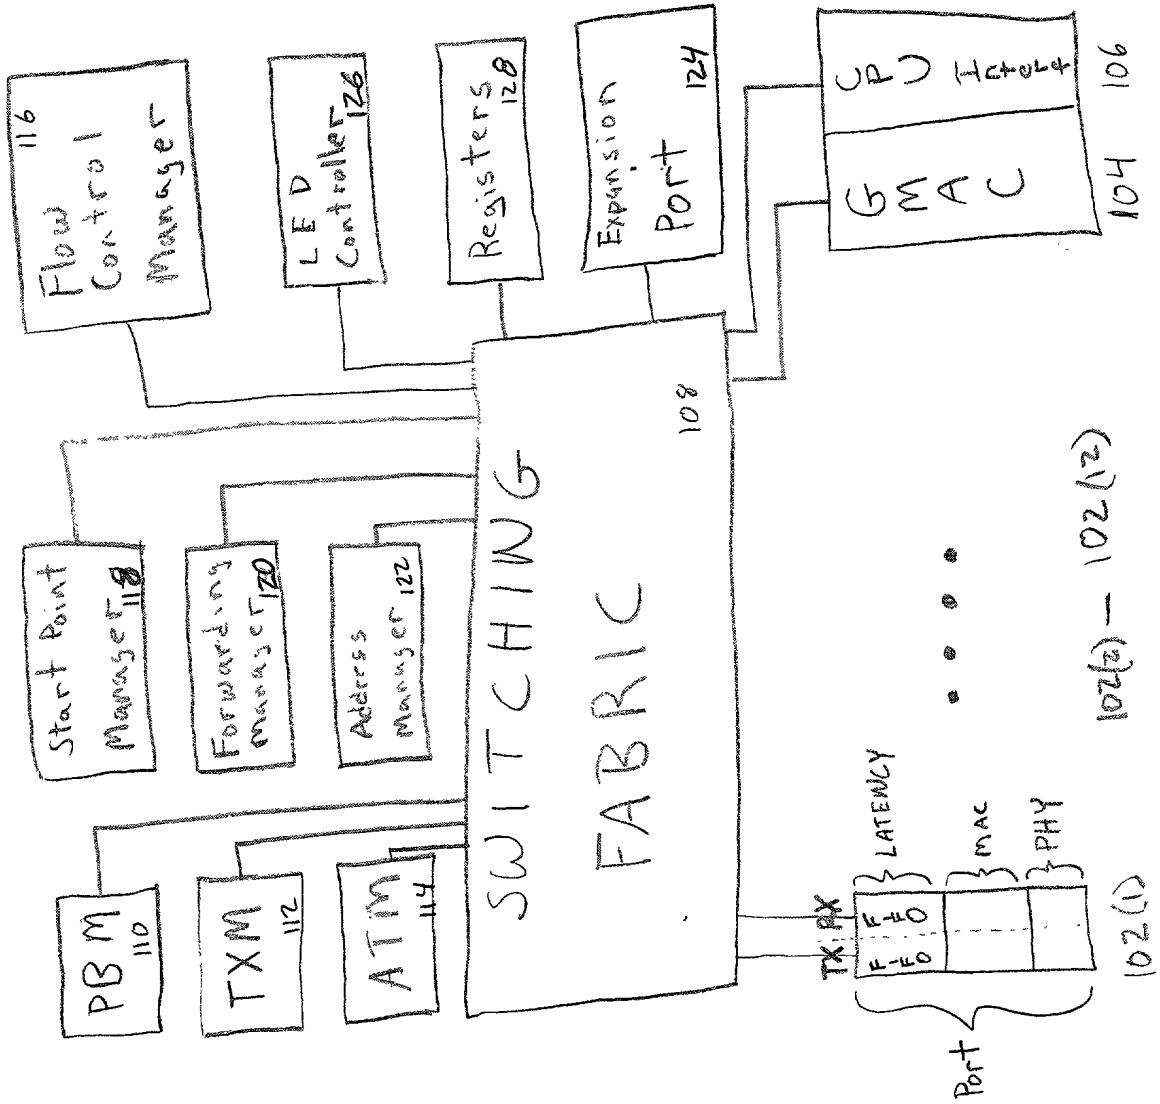 PBM
110
TXM
112
ATM
114
Start Point
Manager
118
Forwarding
Manager
120
Address
Manager
122
Flow
Control
Manager
116
LED
Controller
126
Registers
128
Expansion
Port
124
SWITCHING
FABRIC
108
TX RX
FIFO
FIFO
LATENCY
MAC
PHY
Port
102(1)
102(2) — 102(12)
GMAC
104
CPU
106